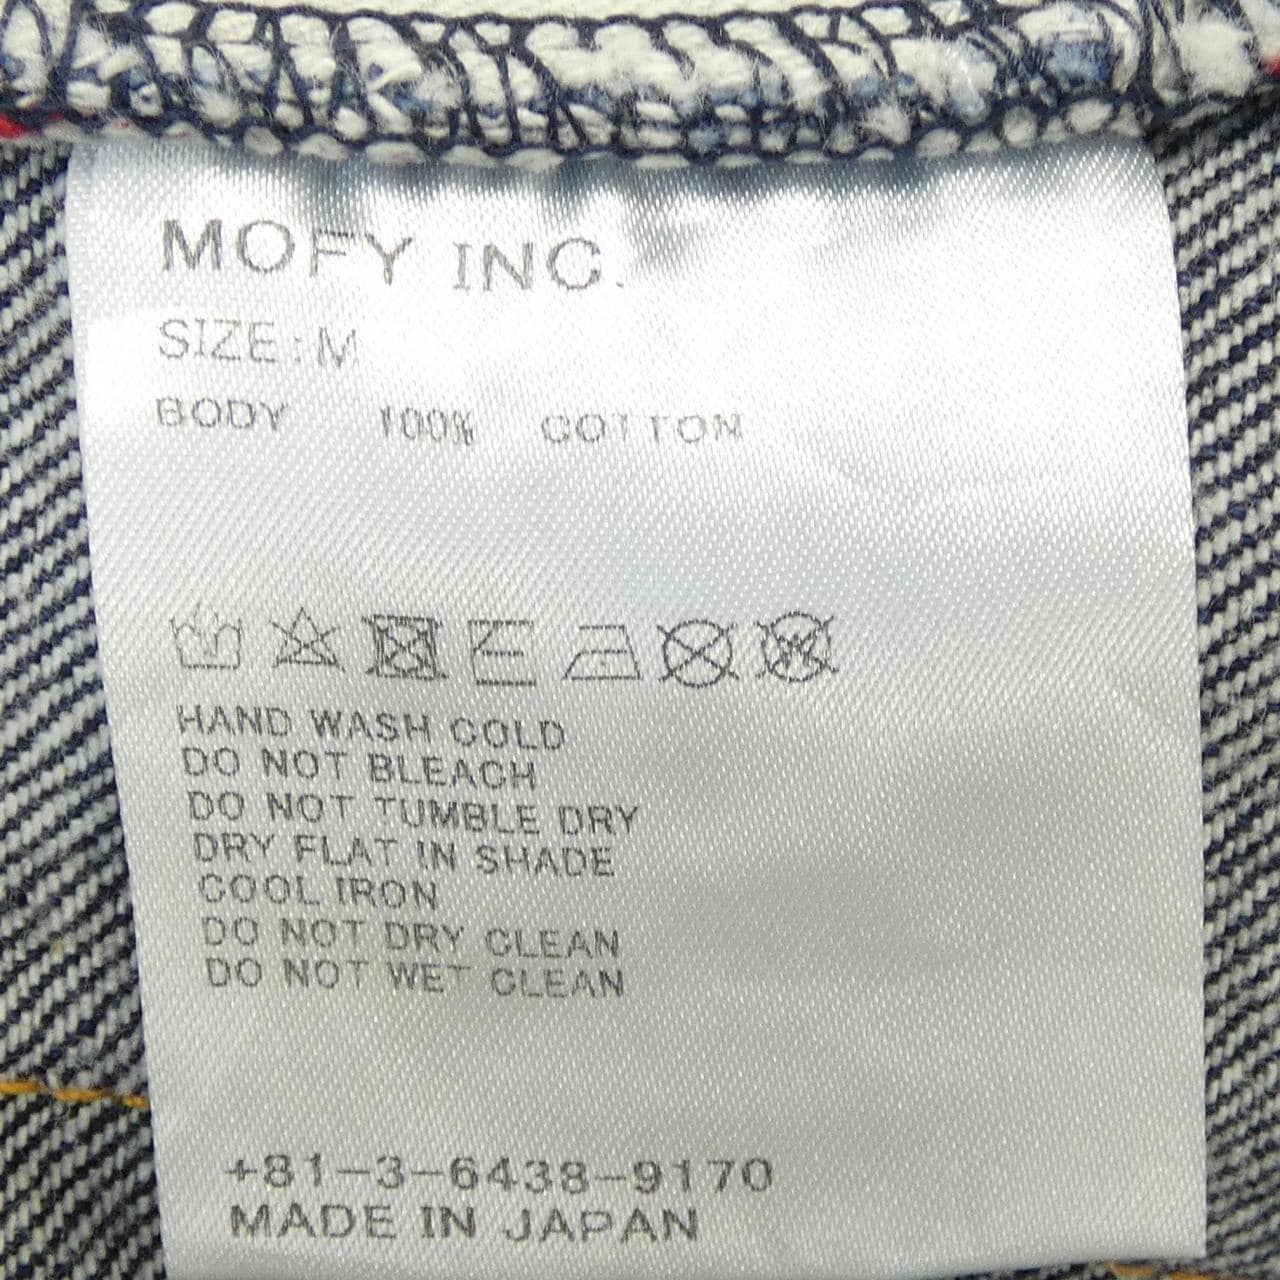 MOFY INC.
SIZE:M
BODY 100% COTTON
HAND WASH COLD
DO NOT BLEACH
DO NOT TUMBLE DRY
DRY FLAT IN SHADE
COOL IRON
DO NOT DRY CLEAN
DO NOT WET CLEAN
+81-3-6438-9170
MADE IN JAPAN